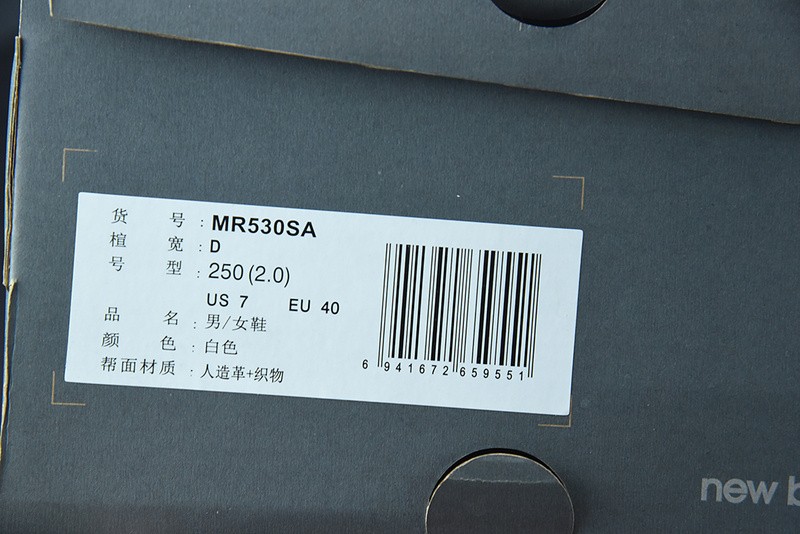 货 号 : MR530SA
楦 宽 : D
号 型 : 250 (2.0)
US 7 EU 40
品 名 : 男/女鞋
颜 色 : 白色
帮面材质 : 人造革+织物
6 941672 659551
new b